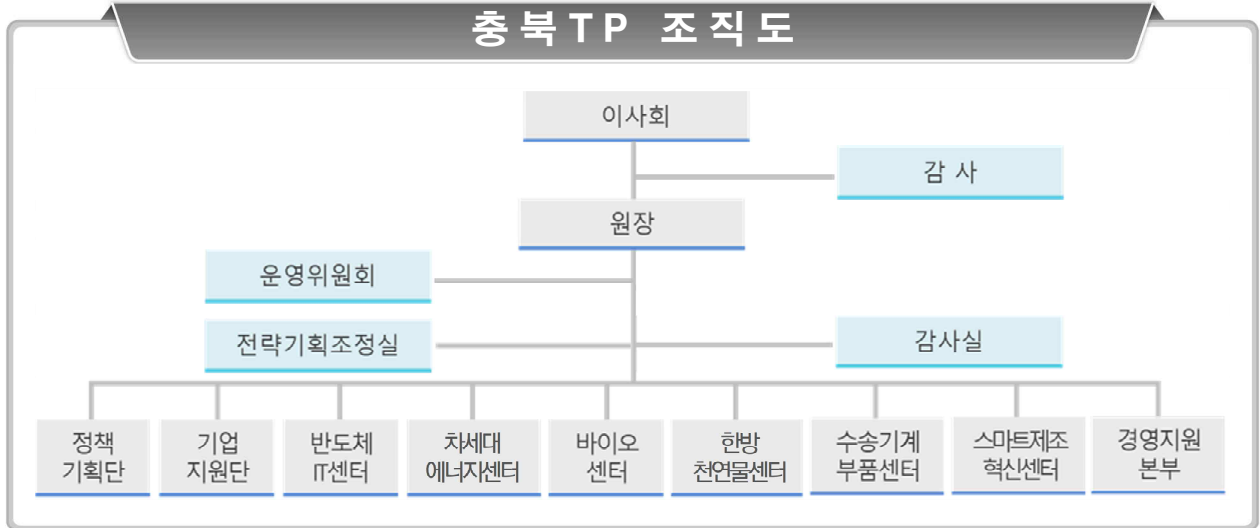 충북TP 조직도
이사회
감 사
원장
운영위원회
전략기획조정실
감사실
정책
기획단
기업
지원단
반도체
IT센터
차세대
에너지센터
바이오
센터
한방
천연물센터
수송기계
부품센터
스마트제조
혁신센터
경영지원
본부